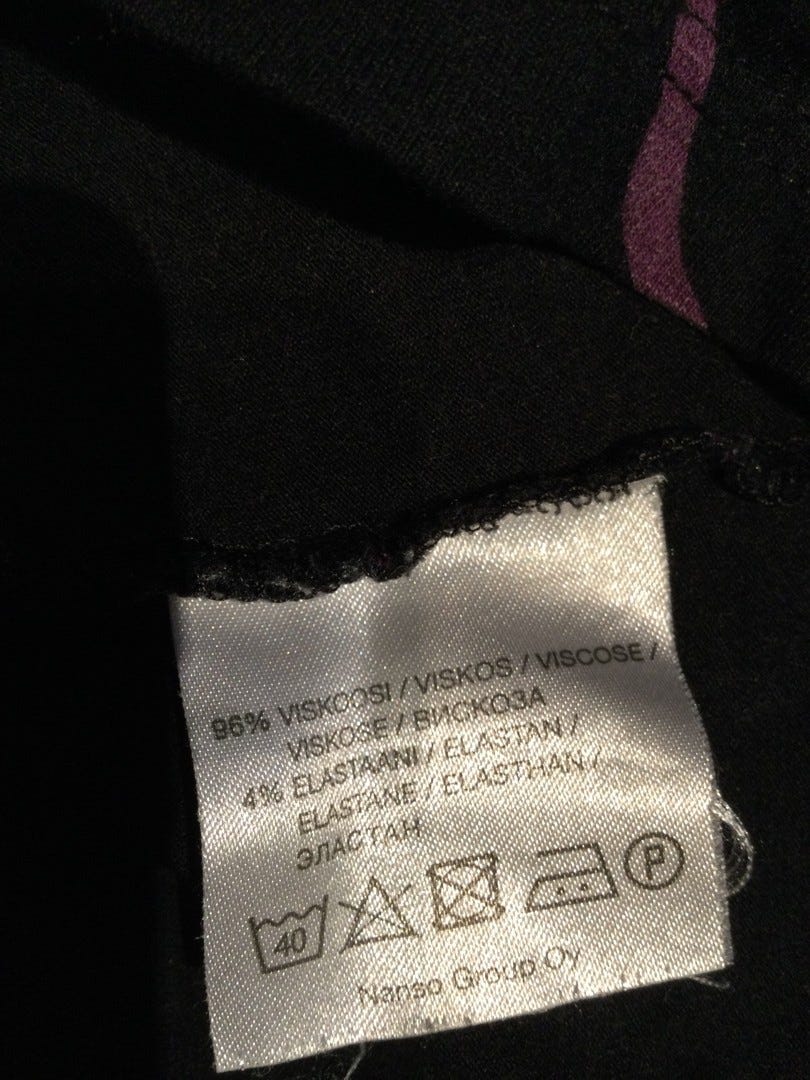 96% VISKOOSI / VISKOS / VISCOSE /
VISKOSE / ВИСКОЗА
4% ELASTAANI / ELASTAN /
ELASTANE / ELASTHAN /
ЭЛАСТАН
40 P
Nanso Group Oy